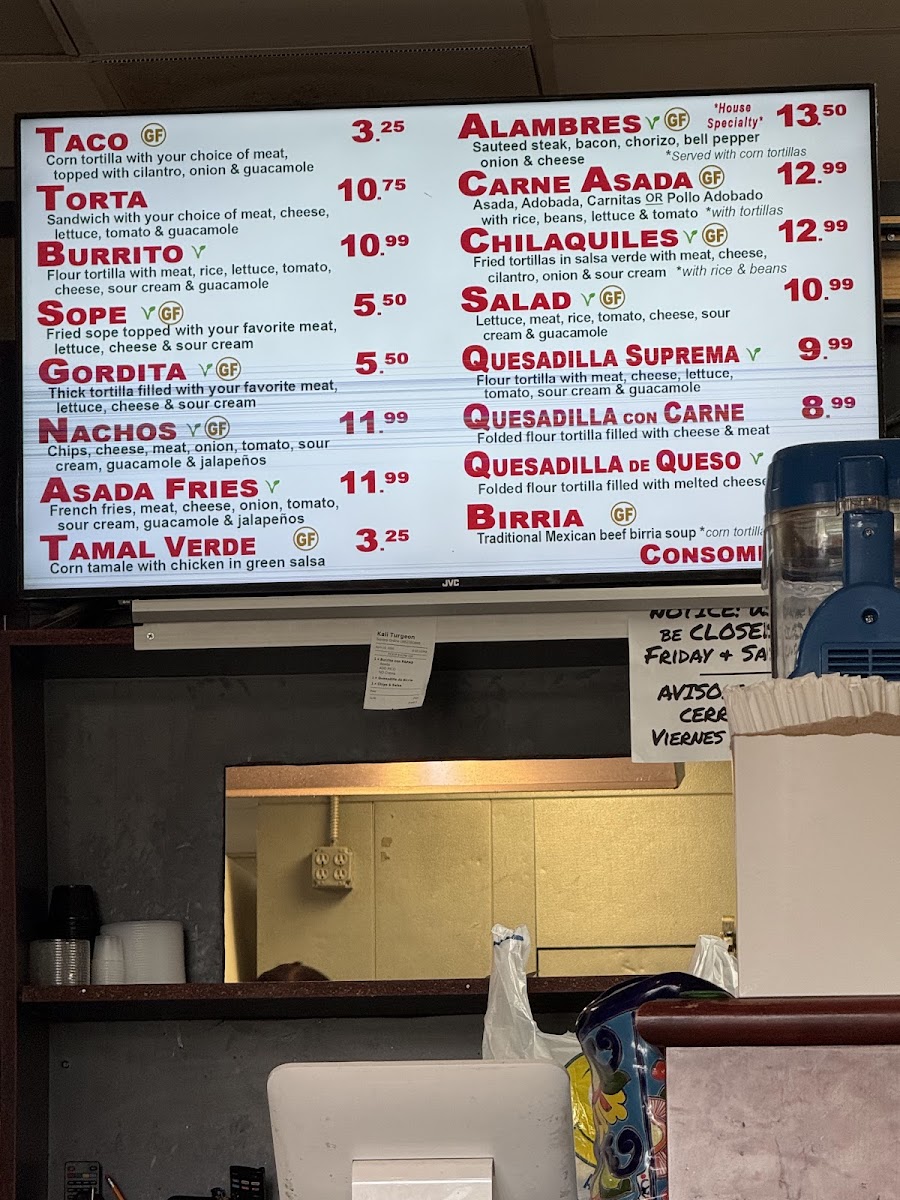 TACO GF 3.25
Corn tortilla with your choice of meat,
topped with cilantro, onion & guacamole
TORTA 10.75
Sandwich with your choice of meat, cheese,
lettuce, tomato & guacamole
BURRITO 10.99
Flour tortilla with meat, rice, lettuce, tomato,
cheese, sour cream & guacamole
SOPE GF 5.50
Fried sope topped with your favorite meat,
lettuce, cheese & sour cream
GORDITA GF 5.50
Thick tortilla filled with your favorite meat,
lettuce, cheese & sour cream
NACHOS GF 11.99
Chips, cheese, meat, onion, tomato, sour
cream, guacamole & jalapeños
ASADA FRIES 11.99
French fries, meat, cheese, onion, tomato,
sour cream, guacamole & jalapeños
TAMAL VERDE GF 3.25
Corn tamale with chicken in green salsa
ALAMBRES GF *House Specialty* 13.50
Sauteed steak, bacon, chorizo, bell pepper
onion & cheese *Served with corn tortillas
CARNE ASADA GF 12.99
Asada, Adobada, Carnitas OR Pollo Adobado
with rice, beans, lettuce & tomato *with tortillas
CHILAQUILES GF 12.99
Fried tortillas in salsa verde with meat, cheese,
cilantro, onion & sour cream *with rice & beans
SALAD GF 10.99
Lettuce, meat, rice, tomato, cheese, sour
cream & guacamole
QUESADILLA SUPREMA 9.99
Flour tortilla with meat, cheese, lettuce,
tomato, sour cream & guacamole
QUESADILLA CON CARNE 8.99
Folded flour tortilla filled with cheese & meat
QUESADILLA DE QUESO
Folded flour tortilla filled with melted cheese
BIRRIA GF
Traditional Mexican beef birria soup *corn tortilla
CONSOM
JVC
Kali Turgeon
NOTICE:
BE CLOSE
FRIDAY & SA
AVISO
CERR
VIERNES